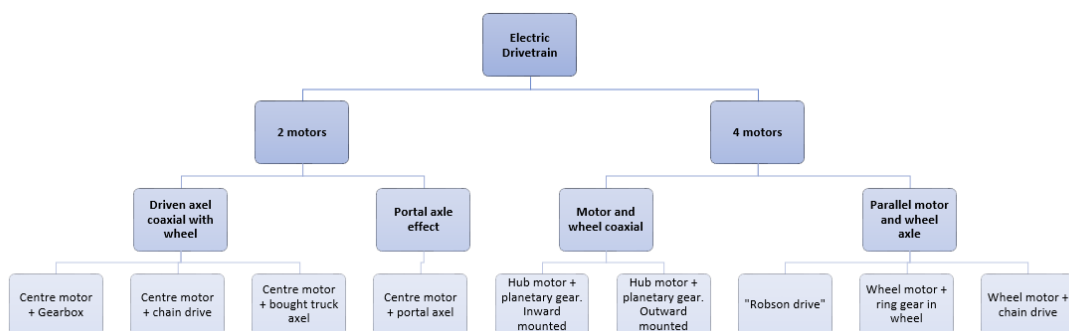 Electric
Drivetrain
2 motors
4 motors
Driven axel
coaxial with
wheel
Portal axle
effect
Motor and
wheel coaxial
Parallel motor
and wheel
axle
Centre motor
+ Gearbox
Centre motor
+ chain drive
Centre motor
+ bought truck
axel
Centre motor
+ portal axel
Hub motor +
planetary gear.
Inward
mounted
Hub motor +
planetary gear.
Outward
mounted
"Robson drive"
Wheel motor +
ring gear in
wheel
Wheel motor +
chain drive